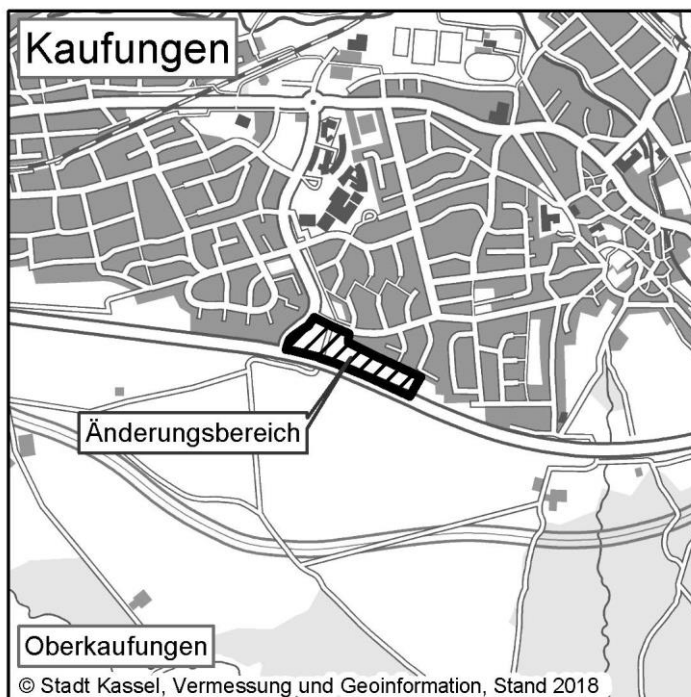 Kaufungen
Änderungsbereich
Oberkaufungen
© Stadt Kassel, Vermessung und Geoinformation, Stand 2018